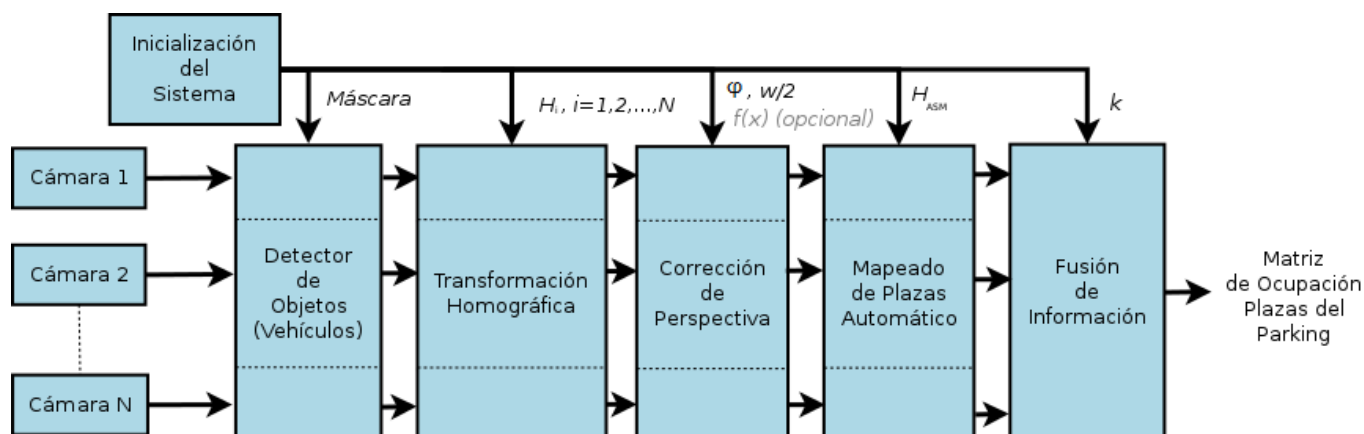 Inicialización
del
Sistema
Máscara
Hᵢ, i=1,2,...,N
φ, w/2
f(x) (opcional)
H_ASM
k
Cámara 1
Cámara 2
Cámara N
Detector
de
Objetos
(Vehículos)
Transformación
Homográfica
Corrección
de
Perspectiva
Mapeado
de Plazas
Automático
Fusión
de
Información
Matriz
de Ocupación
Plazas del
Parking